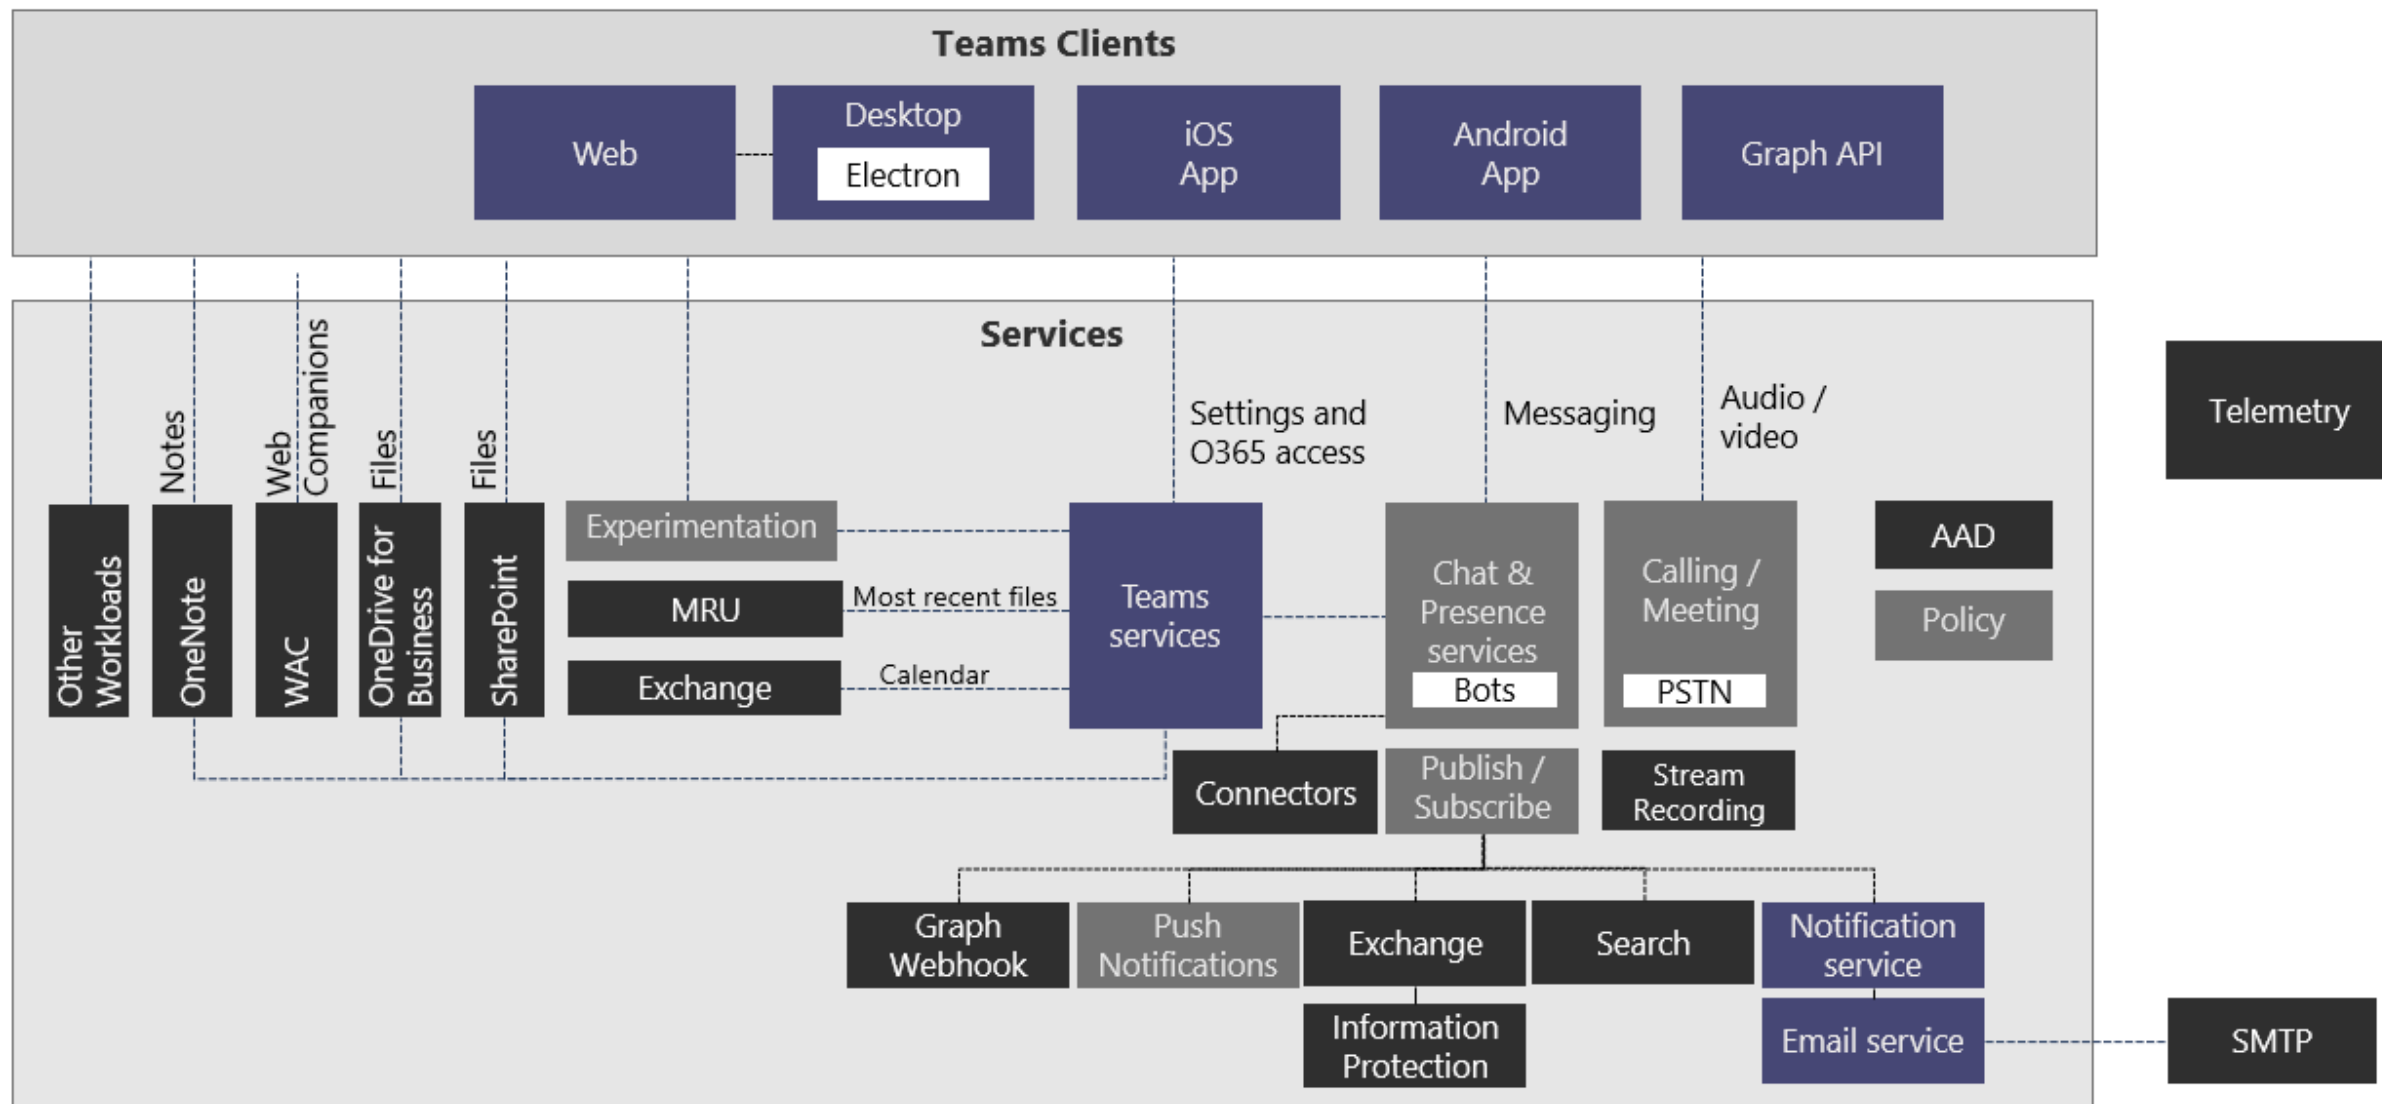 Teams Clients
Web
Desktop
Electron
iOS
App
Android
App
Graph API
Services
Notes
Web
Companions
Files
Files
Settings and
O365 access
Messaging
Audio /
video
Telemetry
Other
Workloads
OneNote
WAC
OneDrive for
Business
SharePoint
Experimentation
MRU
Most recent files
Exchange
Calendar
Teams
services
Chat &
Presence
services
Bots
Calling /
Meeting
PSTN
AAD
Policy
Connectors
Publish /
Subscribe
Stream
Recording
Graph
Webhook
Push
Notifications
Exchange
Search
Notification
service
Information
Protection
Email service
SMTP